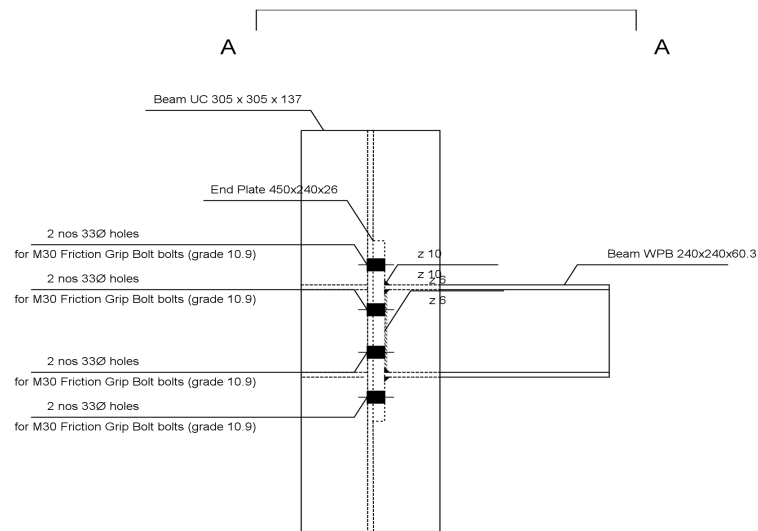 A A
Beam UC 305 x 305 x 137
End Plate 450x240x26
2 nos 33Ø holes
for M30 Friction Grip Bolt bolts (grade 10.9)
z 10
Beam WPB 240x240x60.3
z 10
z 6
2 nos 33Ø holes
for M30 Friction Grip Bolt bolts (grade 10.9)
z 6
2 nos 33Ø holes
for M30 Friction Grip Bolt bolts (grade 10.9)
2 nos 33Ø holes
for M30 Friction Grip Bolt bolts (grade 10.9)